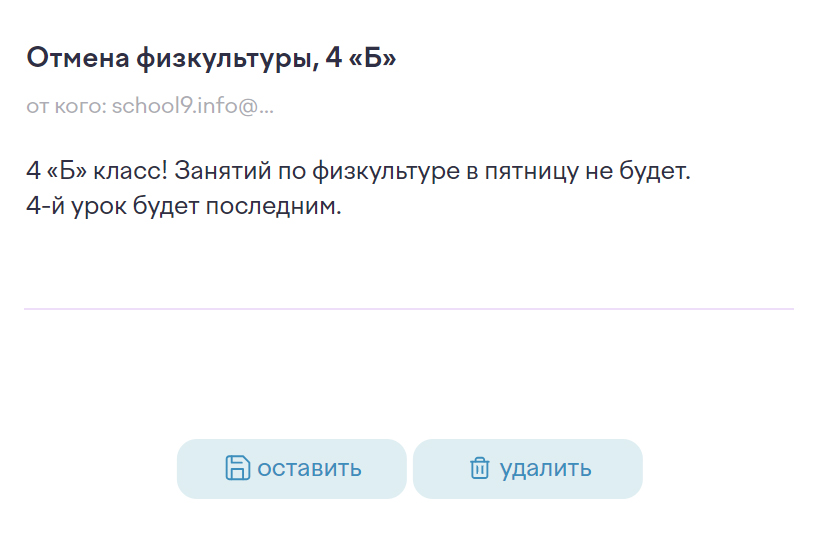 Отмена физкультуры, 4 «Б»
от кого: school9.info@...
4 «Б» класс! Занятий по физкультуре в пятницу не будет.
4-й урок будет последним.
оставить
удалить